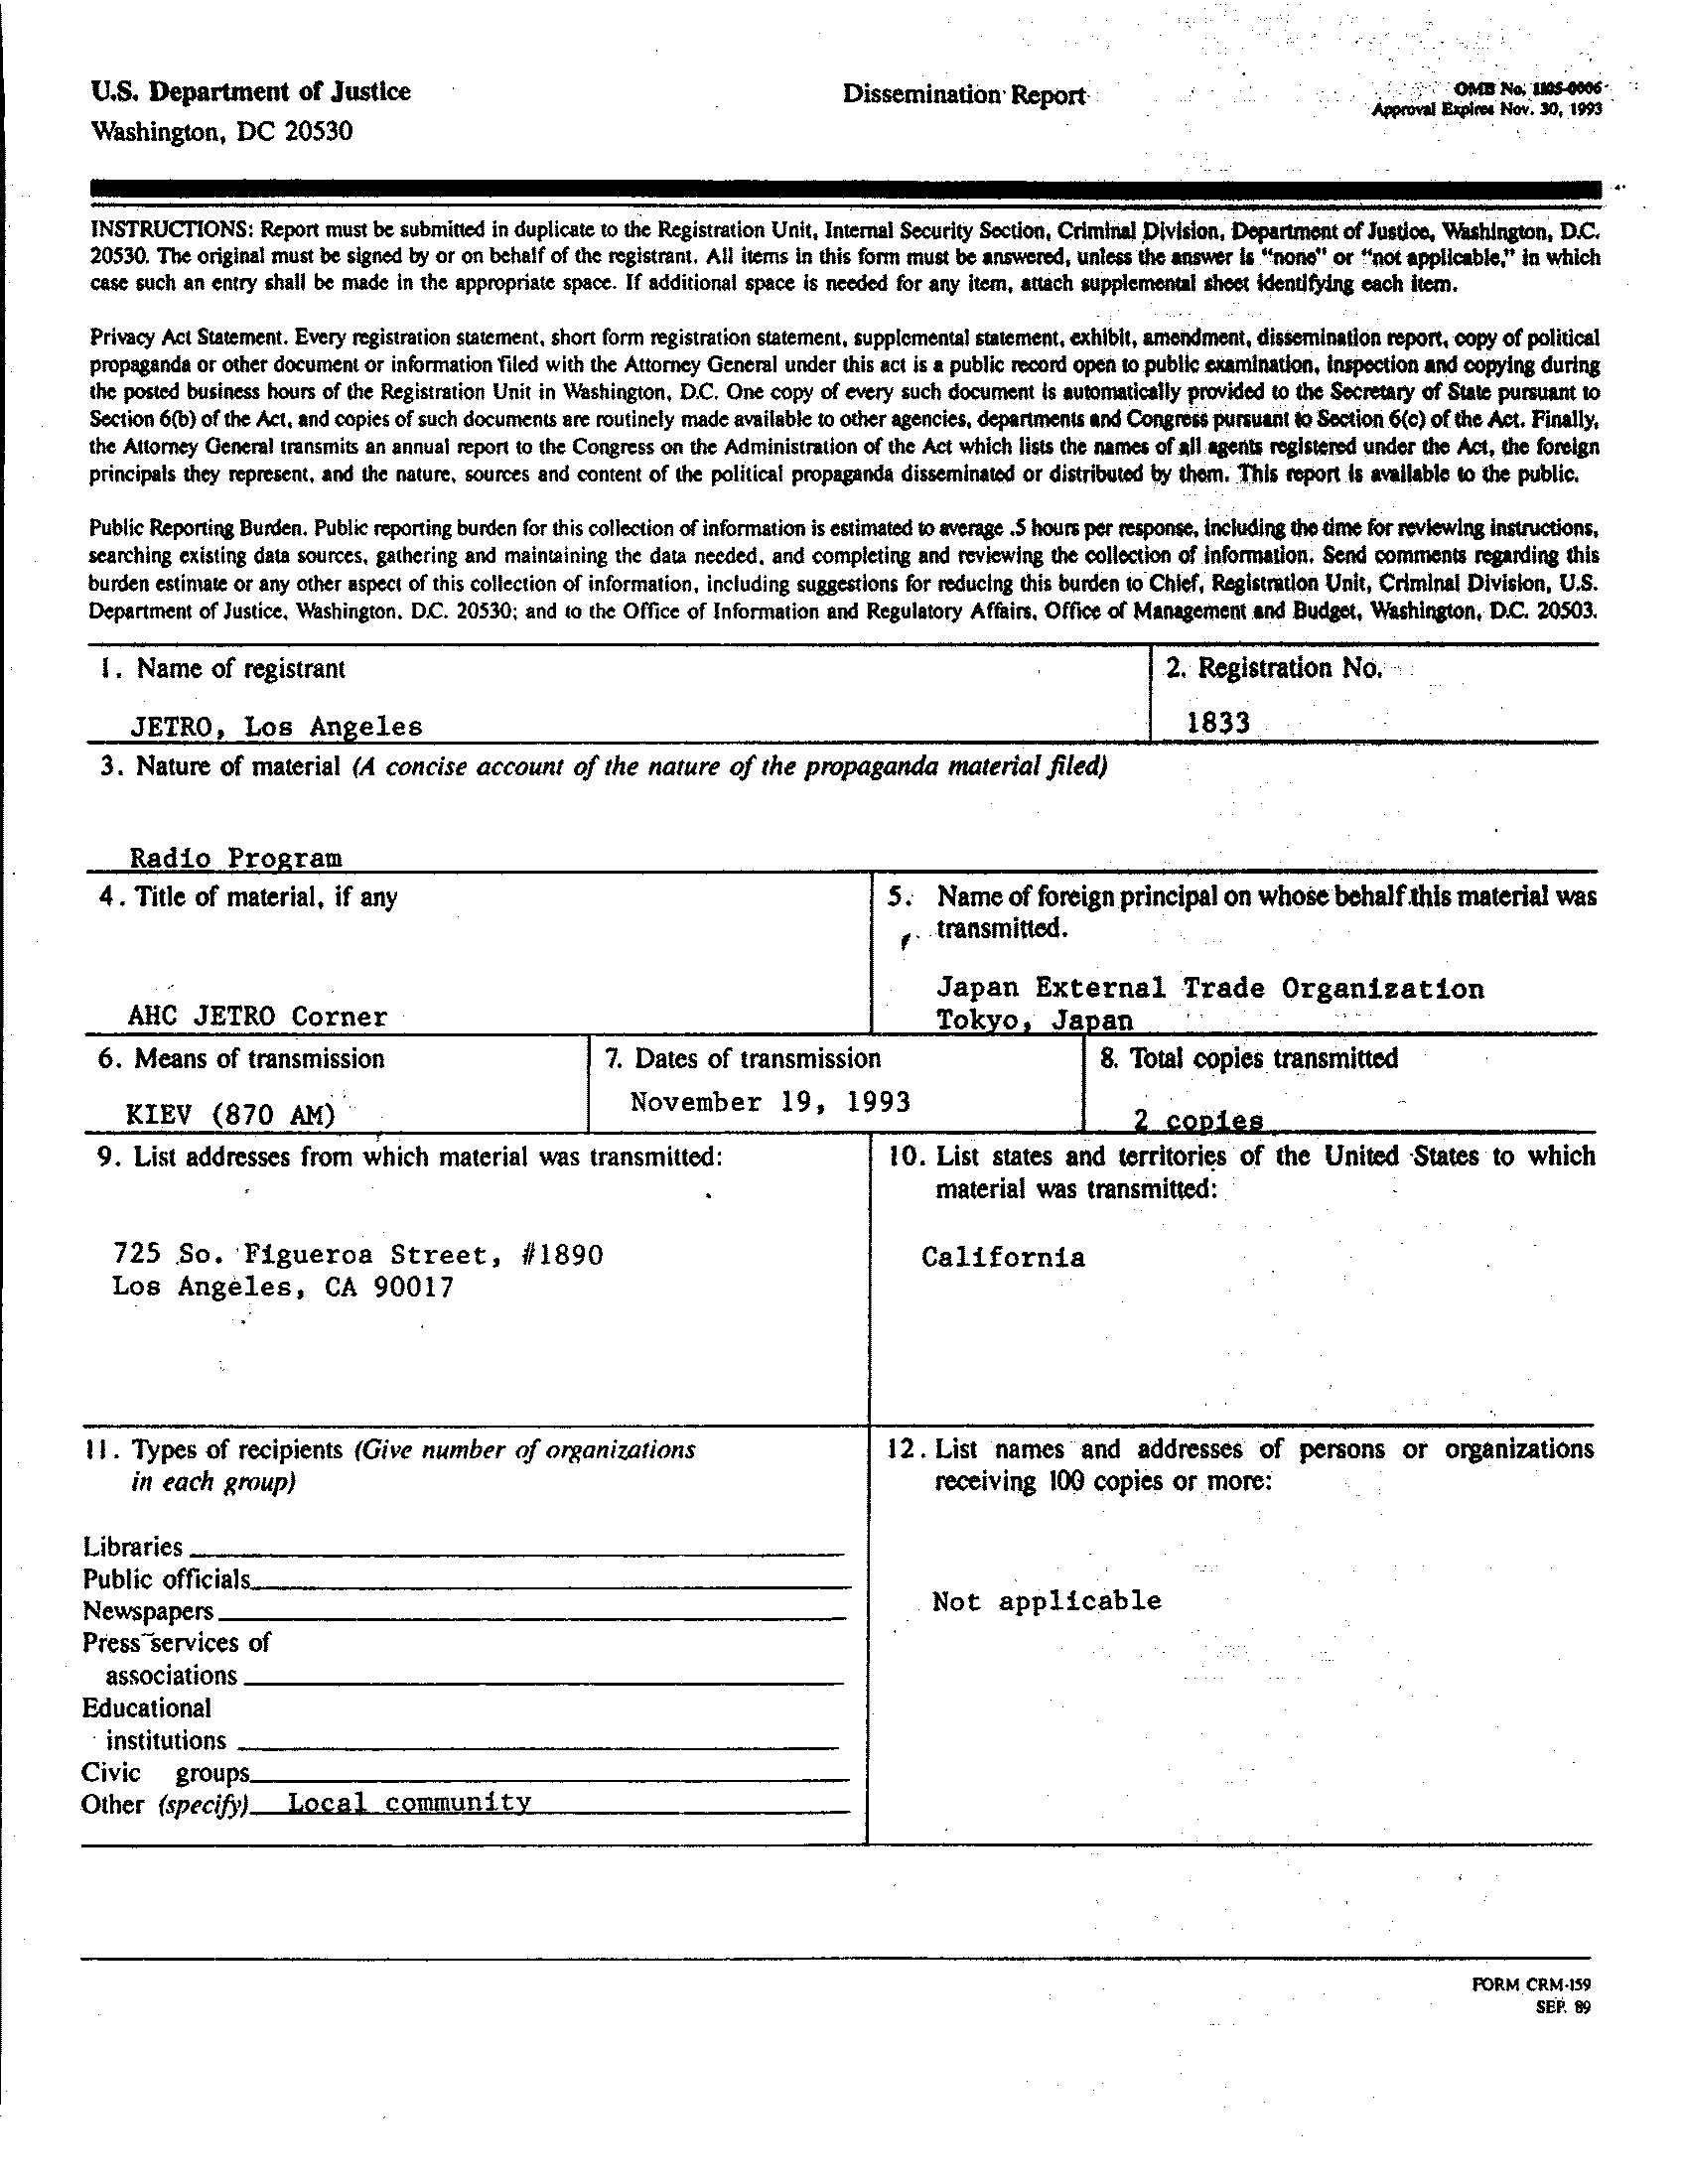 U.S. Department of Justice
Washington, DC 20530
Dissemination Report
OMB No. 1105-0006
Approval Expires Nov. 30, 1993
INSTRUCTIONS: Report must be submitted in duplicate to the Registration Unit, Internal Security Section, Criminal Division, Department of Justice, Washington, D.C.
20530. The original must be signed by or on behalf of the registrant. All items in this form must be answered, unless the answer is "none" or "not applicable," in which
case such an entry shall be made in the appropriate space. If additional space is needed for any item, attach supplemental sheet identifying each item.
Privacy Act Statement. Every registration statement, short form registration statement, supplemental statement, exhibit, amendment, dissemination report, copy of political
propaganda or other document or information filed with the Attorney General under this act is a public record open to public examination, inspection and copying during
the posted business hours of the Registration Unit in Washington, D.C. One copy of every such document is automatically provided to the Secretary of State pursuant to
Section 6(b) of the Act, and copies of such documents are routinely made available to other agencies, departments and Congress pursuant to Section 6(c) of the Act. Finally,
the Attorney General transmits an annual report to the Congress on the Administration of the Act which lists the names of all agents registered under the Act, the foreign
principals they represent, and the nature, sources and content of the political propaganda disseminated or distributed by them. This report is available to the public.
Public Reporting Burden. Public reporting burden for this collection of information is estimated to average .5 hours per response, including the time for reviewing instructions,
searching existing data sources, gathering and maintaining the data needed, and completing and reviewing the collection of information. Send comments regarding this
burden estimate or any other aspect of this collection of information, including suggestions for reducing this burden to Chief, Registration Unit, Criminal Division, U.S.
Department of Justice, Washington, D.C. 20530; and to the Office of Information and Regulatory Affairs, Office of Management and Budget, Washington, D.C. 20503.
1. Name of registrant
JETRO, Los Angeles
2. Registration No.
1833
3. Nature of material (A concise account of the nature of the propaganda material filed)
Radio Program
4. Title of material, if any
AHC JETRO Corner
5. Name of foreign principal on whose behalf this material was
transmitted.
Japan External Trade Organization
Tokyo, Japan
6. Means of transmission
KIEV (870 AM)
7. Dates of transmission
November 19, 1993
8. Total copies transmitted
2 copies
9. List addresses from which material was transmitted:
725 So. Figueroa Street, #1890
Los Angeles, CA 90017
10. List states and territories of the United States to which
material was transmitted:
California
11. Types of recipients (Give number of organizations
in each group)
Libraries
Public officials
Newspapers
Press services of
associations
Educational
institutions
Civic groups
Other (specify) Local community
12. List names and addresses of persons or organizations
receiving 100 copies or more:
Not applicable
FORM CRM-159
SEP. 89